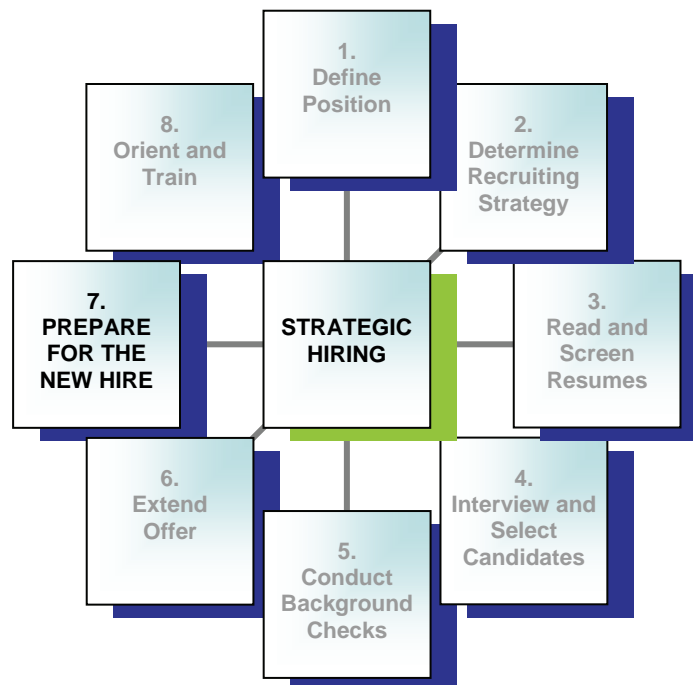 1.
Define
Position
2.
Determine
Recruiting
Strategy
3.
Read and
Screen
Resumes
4.
Interview and
Select
Candidates
5.
Conduct
Background
Checks
6.
Extend
Offer
7.
PREPARE
FOR THE
NEW HIRE
8.
Orient and
Train
STRATEGIC
HIRING